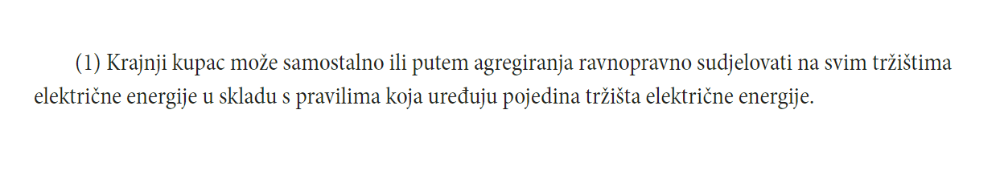 (1) Krajnji kupac može samostalno ili putem agregiranja ravnopravno sudjelovati na svim tržištima
električne energije u skladu s pravilima koja uređuju pojedina tržišta električne energije.